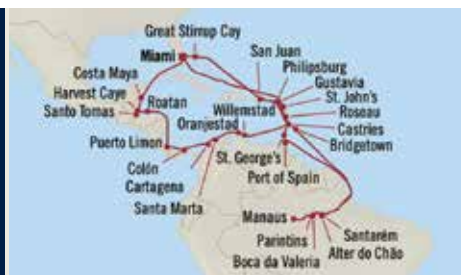 Great Stirrup Cay
Miami
San Juan
Philipsburg
Costa Maya
Gustavia
Harvest Caye
St. John's
Santo Tomas
Roatan
Willemstad
Roseau
Oranjestad
Castries
Puerto Limon
Bridgetown
St. George's
Colón
Port of Spain
Cartagena
Santa Marta
Manaus
Santarém
Parintins
Alter do Chão
Boca da Valeria